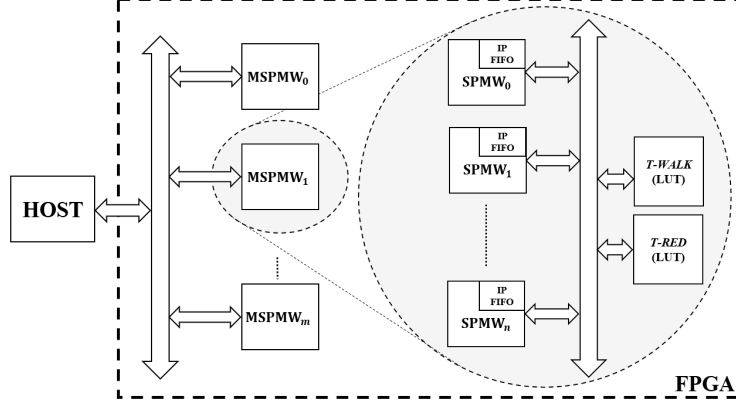 HOST
MSPMW₀
MSPMW₁
MSPMWₘ
IP
FIFO
SPMW₀
IP
FIFO
SPMW₁
IP
FIFO
SPMWₙ
T-WALK
(LUT)
T-RED
(LUT)
FPGA